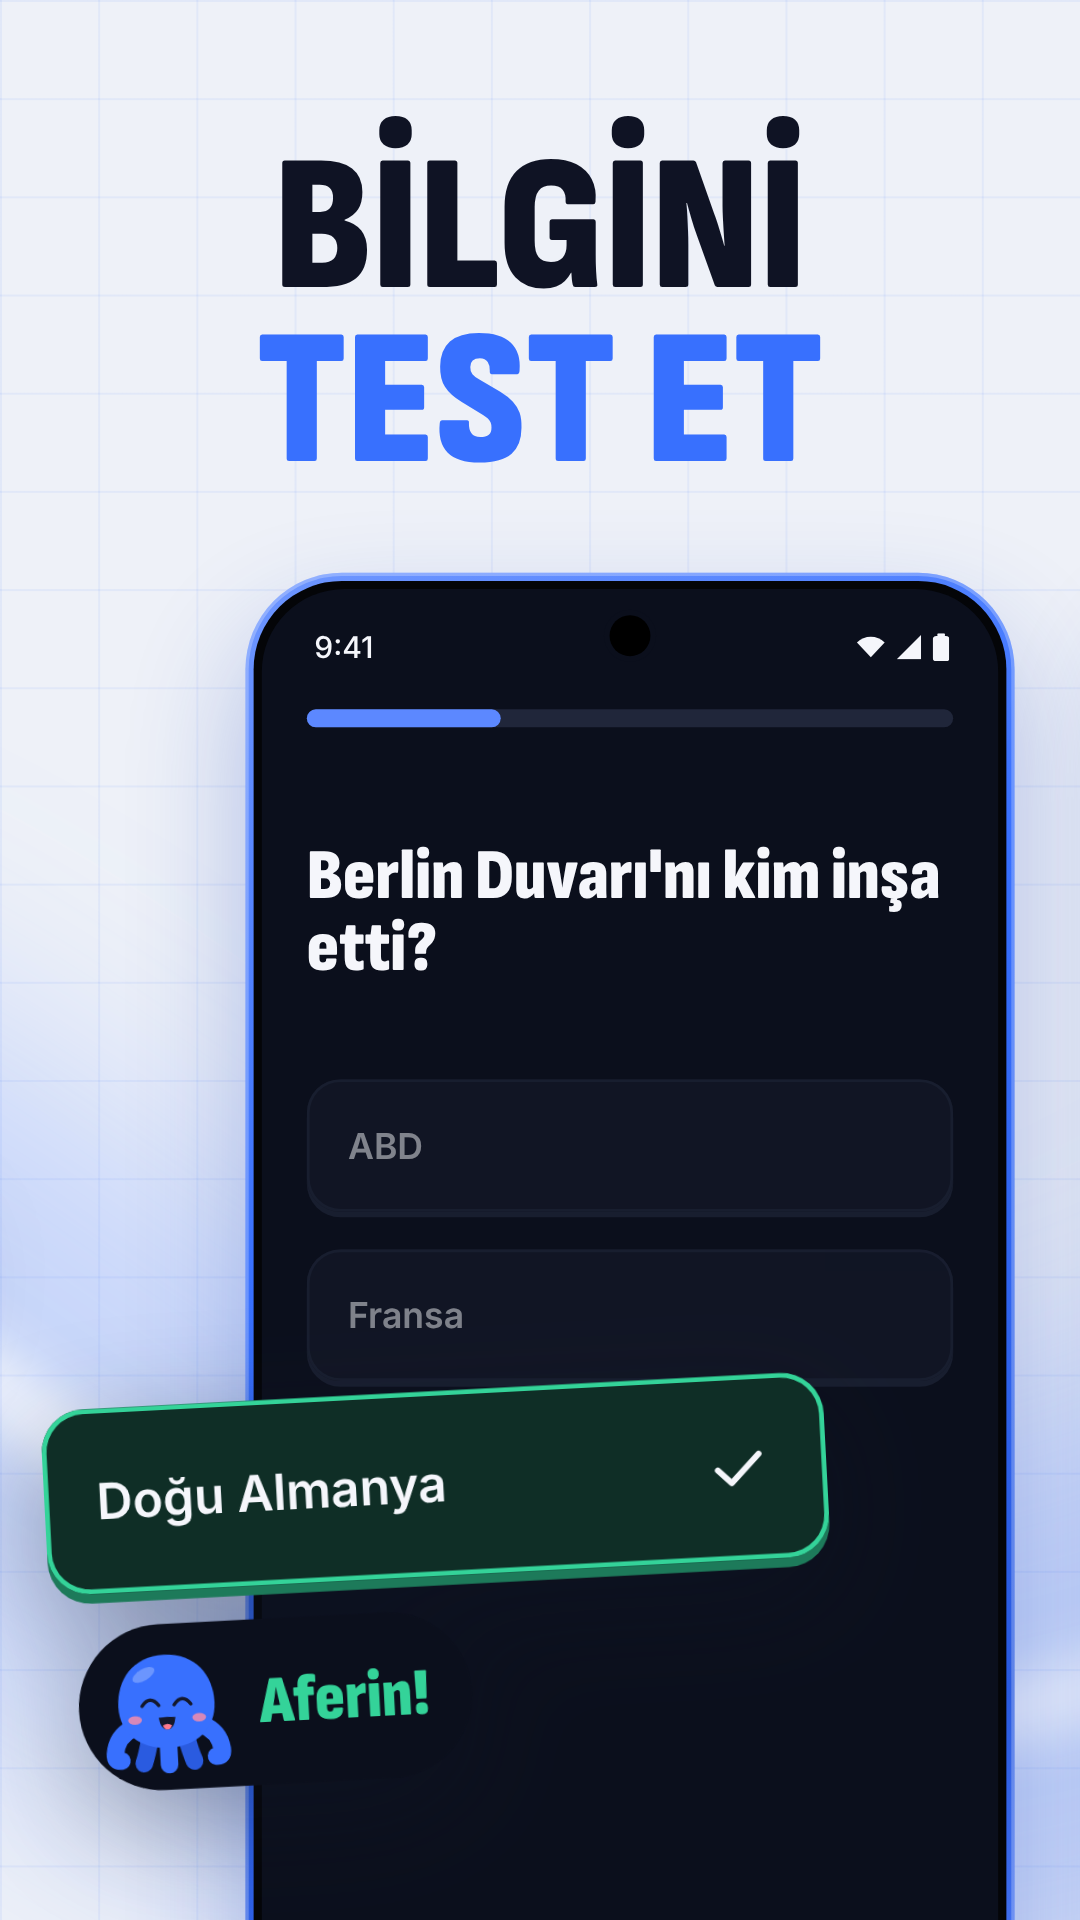 BİLGİNİ
TEST ET
9:41
Berlin Duvarı'nı kim inşa
etti?
ABD
Fransa
Doğu Almanya
Aferin!